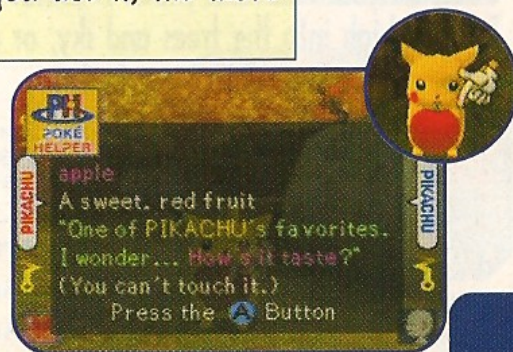 PH
POKÉ
HELPER
PIKACHU
PIKACHU
apple
A sweet, red fruit
"One of PIKACHU's favorites.
I wonder... How's it taste?"
(You can't touch it.)
Press the A Button